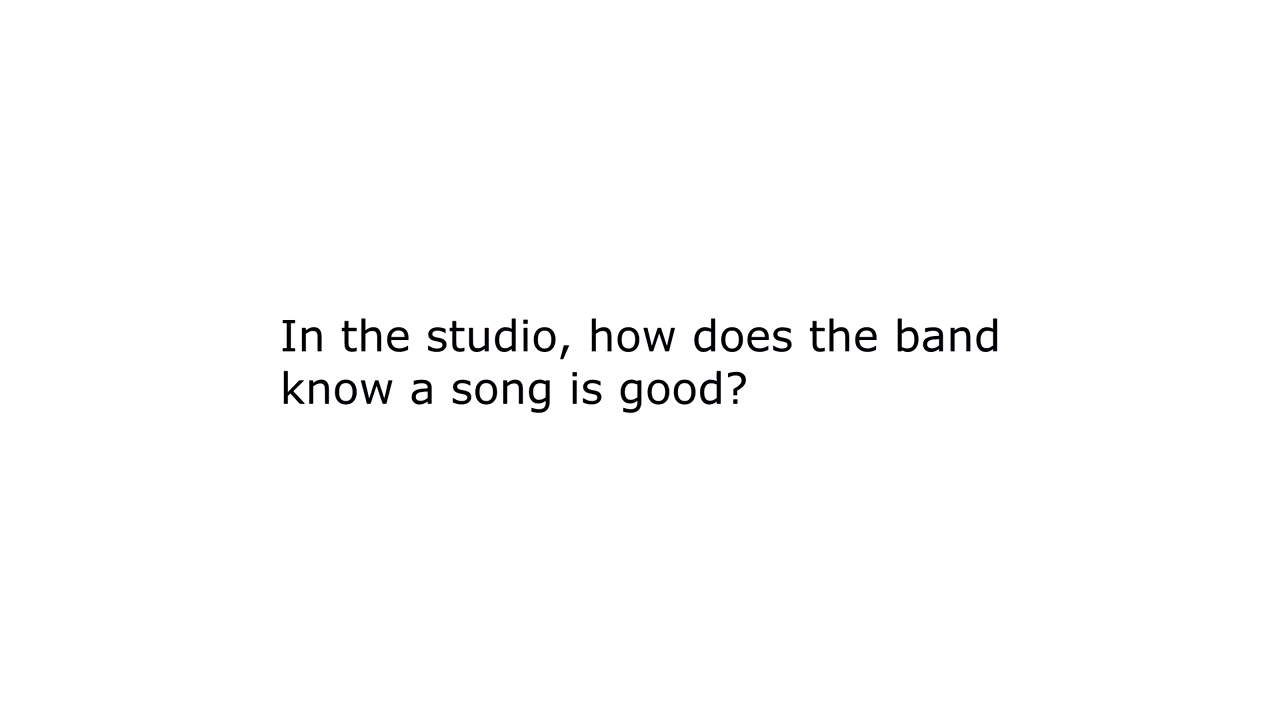 In the studio, how does the band
know a song is good?